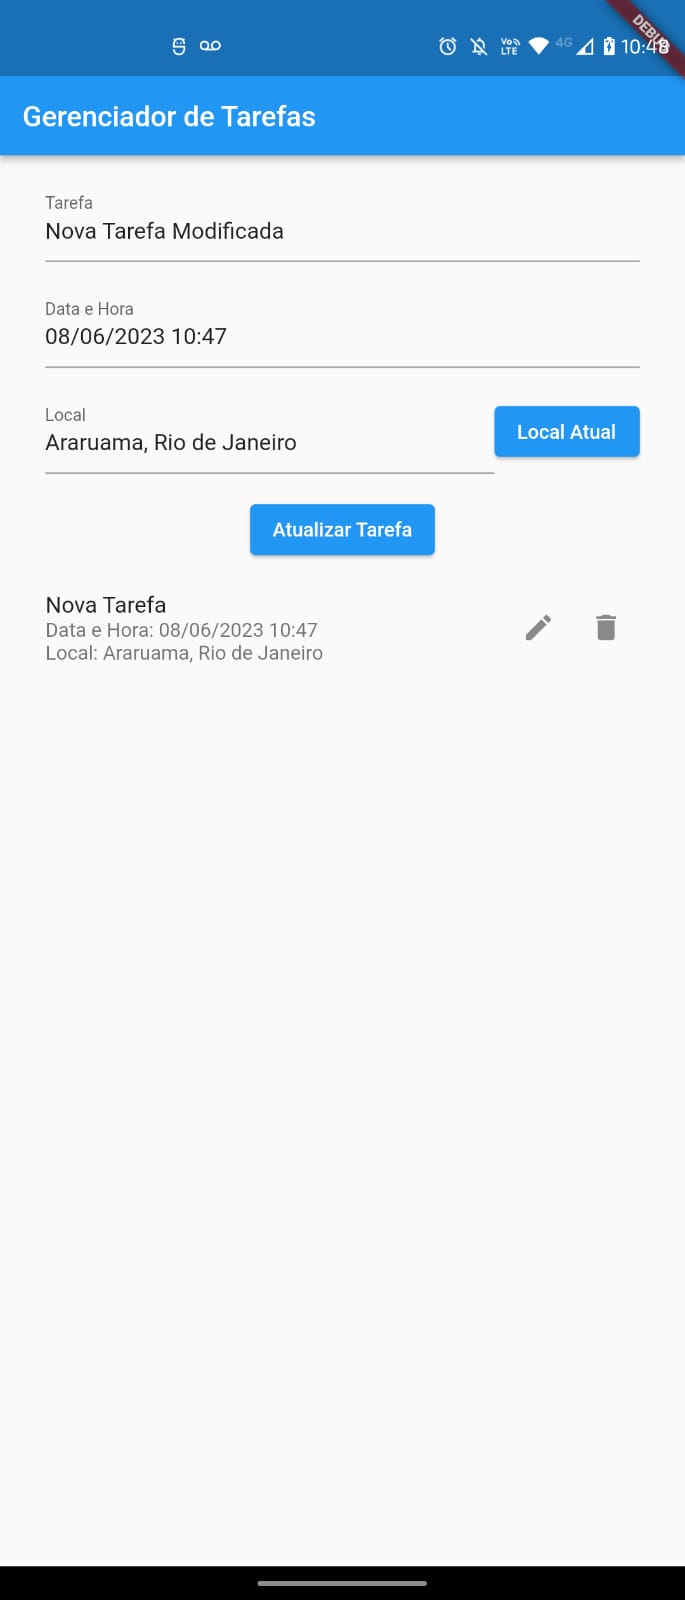 DEBUG
Vo) LTE 4G 10:48
Gerenciador de Tarefas
Tarefa
Nova Tarefa Modificada
Data e Hora
08/06/2023 10:47
Local
Araruama, Rio de Janeiro
Local Atual
Atualizar Tarefa
Nova Tarefa
Data e Hora: 08/06/2023 10:47
Local: Araruama, Rio de Janeiro